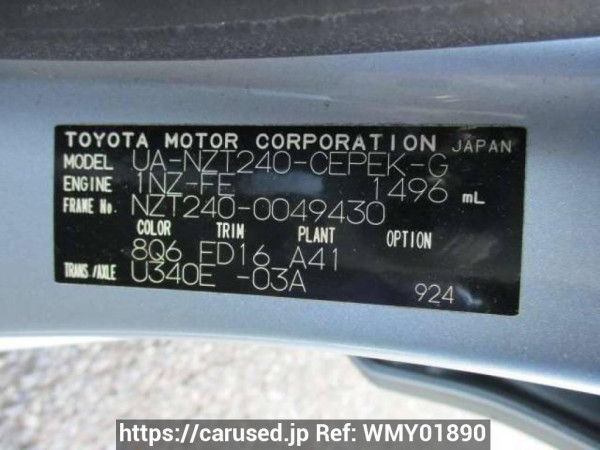 TOYOTA MOTOR CORPORATION JAPAN
MODEL UA-NZT240-CEPEK-G
ENGINE 1NZ-FE 1496 mL
FRAME No. NZT240-0049430
COLOR TRIM PLANT OPTION
8Q6 FD16 A41
TRANS./AXLE U340E -03A
924
https://carused.jp Ref: WMY01890